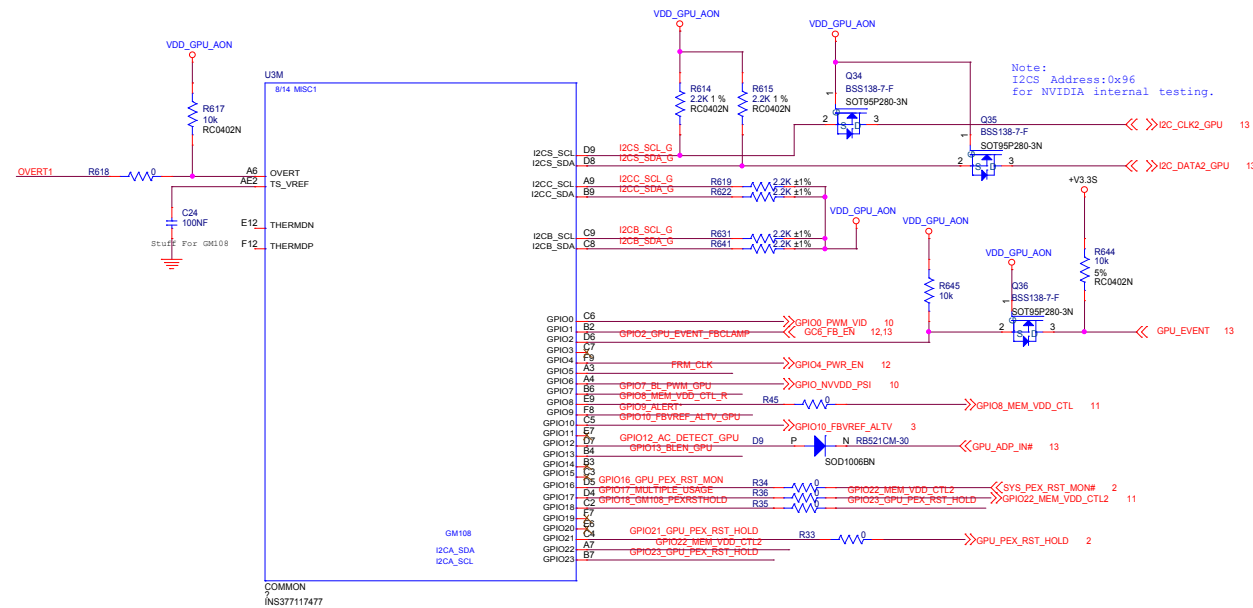 VDD_GPU_AON
VDD_GPU_AON
VDD_GPU_AON
U3M
8/14 MISC1
R617
10k
RC0402N
R614
2.2K 1 %
RC0402N
R615
2.2K 1 %
RC0402N
Q34
BSS138-7-F
SOT95P280-3N
1
2
3
I2C_CLK2_GPU 13
Note:
I2CS Address:0x96
for NVIDIA internal testing.
Q35
BSS138-7-F
SOT95P280-3N
1
2
3
I2C_DATA2_GPU 13
OVERT1
R618
0
A6
OVERT
AE2
TS_VREF
C24
100NF
Stuff For GM108
E12
THERMDN
F12
THERMDP
I2CS_SCL D9 I2CS_SCL_G
I2CS_SDA D8 I2CS_SDA_G
I2CC_SCL A9 I2CC_SCL_G R619 2.2K ±1%
I2CC_SDA B9 I2CC_SDA_G R622 2.2K ±1%
I2CB_SCL C9 I2CB_SCL_G R631 2.2K ±1%
I2CB_SDA C8 I2CB_SDA_G R641 2.2K ±1%
VDD_GPU_AON
VDD_GPU_AON
R645
10k
VDD_GPU_AON
+V3.3S
R644
10k
5%
RC0402N
Q36
BSS138-7-F
SOT95P280-3N
1
2
3
GPU_EVENT 13
GPIO0 C6 GPIO0_PWM_VID 10
GPIO1 B2 GC6_FB_EN 12,13
GPIO2 D6 GPIO2_GPU_EVENT_FBCLAMP
GPIO3 C7
GPIO4 F9 GPIO4_PWR_EN 12
GPIO5 A3 FRM_CLK
GPIO6 A4 GPIO_NVVDD_PSI 10
GPIO7 B6 GPIO7_BL_PWM_GPU
GPIO8 E9 GPIO8_MEM_VDD_CTL_R R45 0 GPIO8_MEM_VDD_CTL 11
GPIO9 F8 GPIO9_ALERT
GPIO10 C5 GPIO10_FBVREF_ALTV_GPU GPIO10_FBVREF_ALTV 3
GPIO11 E7
GPIO12 D7 GPIO12_AC_DETECT_GPU D9 P N RB521CM-30 GPU_ADP_IN# 13
SOD1006BN
GPIO13 B4 GPIO13_BLEN_GPU
GPIO14 B3
GPIO15 C3
GPIO16 D5 GPIO16_GPU_PEX_RST_MON R34 0 SYS_PEX_RST_MON# 2
GPIO17 D4 GPIO17_MULTIPLE_USAGE R36 0 GPIO22_MEM_VDD_CTL2 GPIO22_MEM_VDD_CTL2 11
GPIO18 C2 GPIO18_GM108_PEXRSTHOLD R35 0 GPIO23_GPU_PEX_RST_HOLD
GPIO19 F7
GPIO20 E6
GPIO21 C4 GPIO21_GPU_PEX_RST_HOLD R33 0 GPU_PEX_RST_HOLD 2
GPIO22 A7 GPIO22_MEM_VDD_CTL2
GPIO23 B7 GPIO23_GPU_PEX_RST_HOLD
GM108
I2CA_SDA
I2CA_SCL
COMMON
?
INS377117477